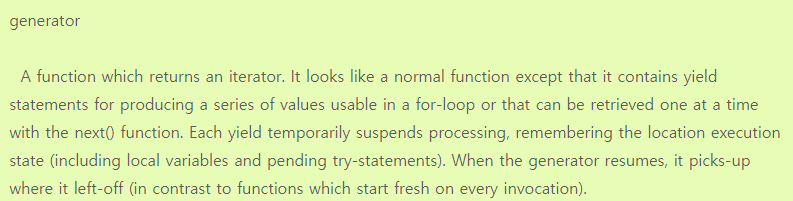 generator
A function which returns an iterator. It looks like a normal function except that it contains yield
statements for producing a series of values usable in a for-loop or that can be retrieved one at a time
with the next() function. Each yield temporarily suspends processing, remembering the location execution
state (including local variables and pending try-statements). When the generator resumes, it picks-up
where it left-off (in contrast to functions which start fresh on every invocation).